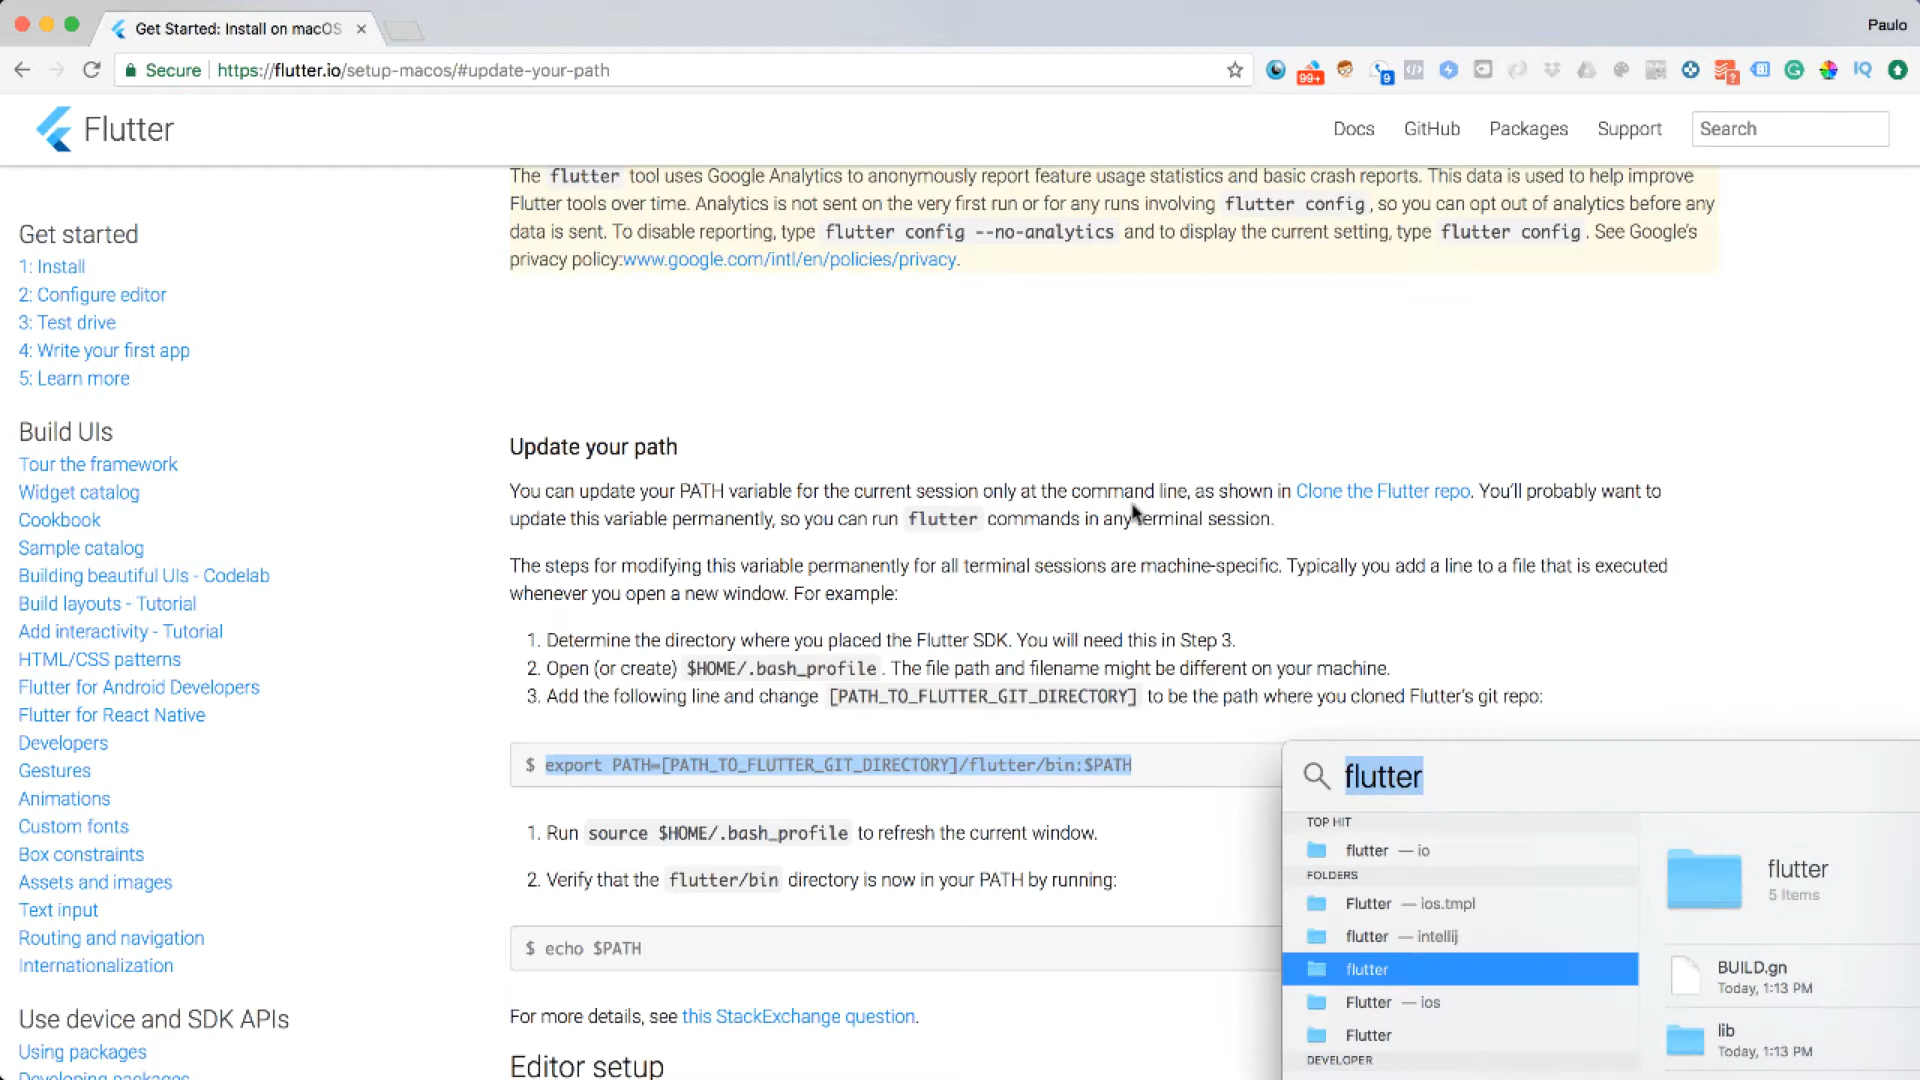 Get Started: Install on macOS
Paulo
Secure
https://flutter.io/setup-macos/#update-your-path
99+
9
?
IQ
Flutter
Docs
GitHub
Packages
Support
Search
The flutter tool uses Google Analytics to anonymously report feature usage statistics and basic crash reports. This data is used to help improve
Flutter tools over time. Analytics is not sent on the very first run or for any runs involving flutter config, so you can opt out of analytics before any
data is sent. To disable reporting, type flutter config --no-analytics and to display the current setting, type flutter config. See Google's
privacy policy:www.google.com/intl/en/policies/privacy.
Get started
1: Install
2: Configure editor
3: Test drive
4: Write your first app
5: Learn more
Build UIs
Tour the framework
Widget catalog
Cookbook
Sample catalog
Building beautiful UIs - Codelab
Build layouts - Tutorial
Add interactivity - Tutorial
HTML/CSS patterns
Flutter for Android Developers
Flutter for React Native
Developers
Gestures
Animations
Custom fonts
Box constraints
Assets and images
Text input
Routing and navigation
Internationalization
Use device and SDK APIs
Using packages
Developing packages
Update your path
You can update your PATH variable for the current session only at the command line, as shown in Clone the Flutter repo. You'll probably want to
update this variable permanently, so you can run flutter commands in any terminal session.
The steps for modifying this variable permanently for all terminal sessions are machine-specific. Typically you add a line to a file that is executed
whenever you open a new window. For example:
1. Determine the directory where you placed the Flutter SDK. You will need this in Step 3.
2. Open (or create) $HOME/.bash_profile. The file path and filename might be different on your machine.
3. Add the following line and change [PATH_TO_FLUTTER_GIT_DIRECTORY] to be the path where you cloned Flutter's git repo:
$ export PATH=[PATH_TO_FLUTTER_GIT_DIRECTORY]/flutter/bin:$PATH
1. Run source $HOME/.bash_profile to refresh the current window.
2. Verify that the flutter/bin directory is now in your PATH by running:
$ echo $PATH
For more details, see this StackExchange question.
Editor setup
flutter
TOP HIT
flutter — io
FOLDERS
Flutter — ios.tmpl
flutter — intellij
flutter
Flutter — ios
Flutter
DEVELOPER
flutter
5 Items
BUILD.gn
Today, 1:13 PM
lib
Today, 1:13 PM